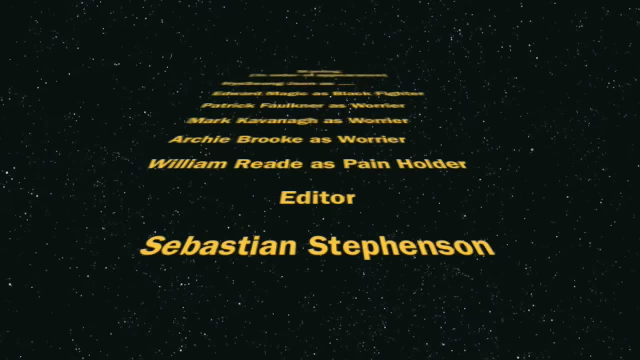 Edward Magic as Black Fighter
Patrick Faulkner as Worrier
Mark Kavanagh as Worrier
Archie Brooke as Worrier
William Reade as Pain Holder
Editor
Sebastian Stephenson